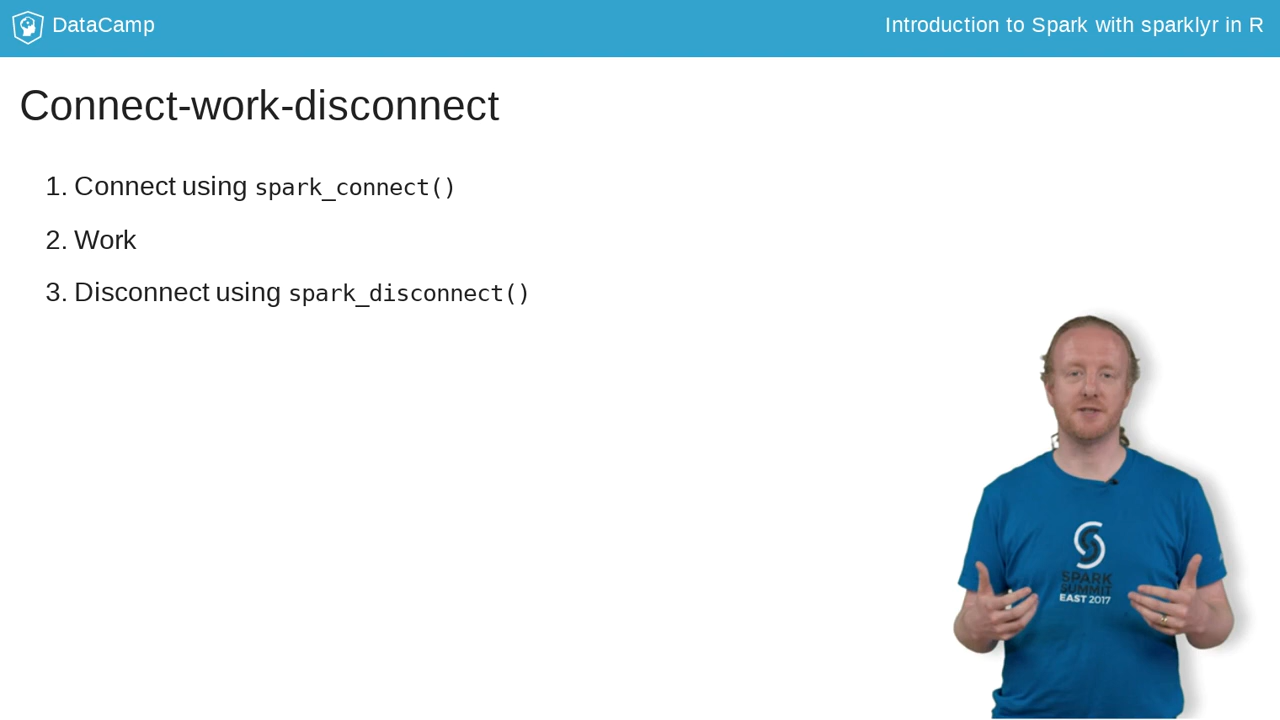 DataCamp
Introduction to Spark with sparklyr in R
Connect-work-disconnect
1. Connect using spark_connect()
2. Work
3. Disconnect using spark_disconnect()
SPARK
SUMMIT
EAST 2017